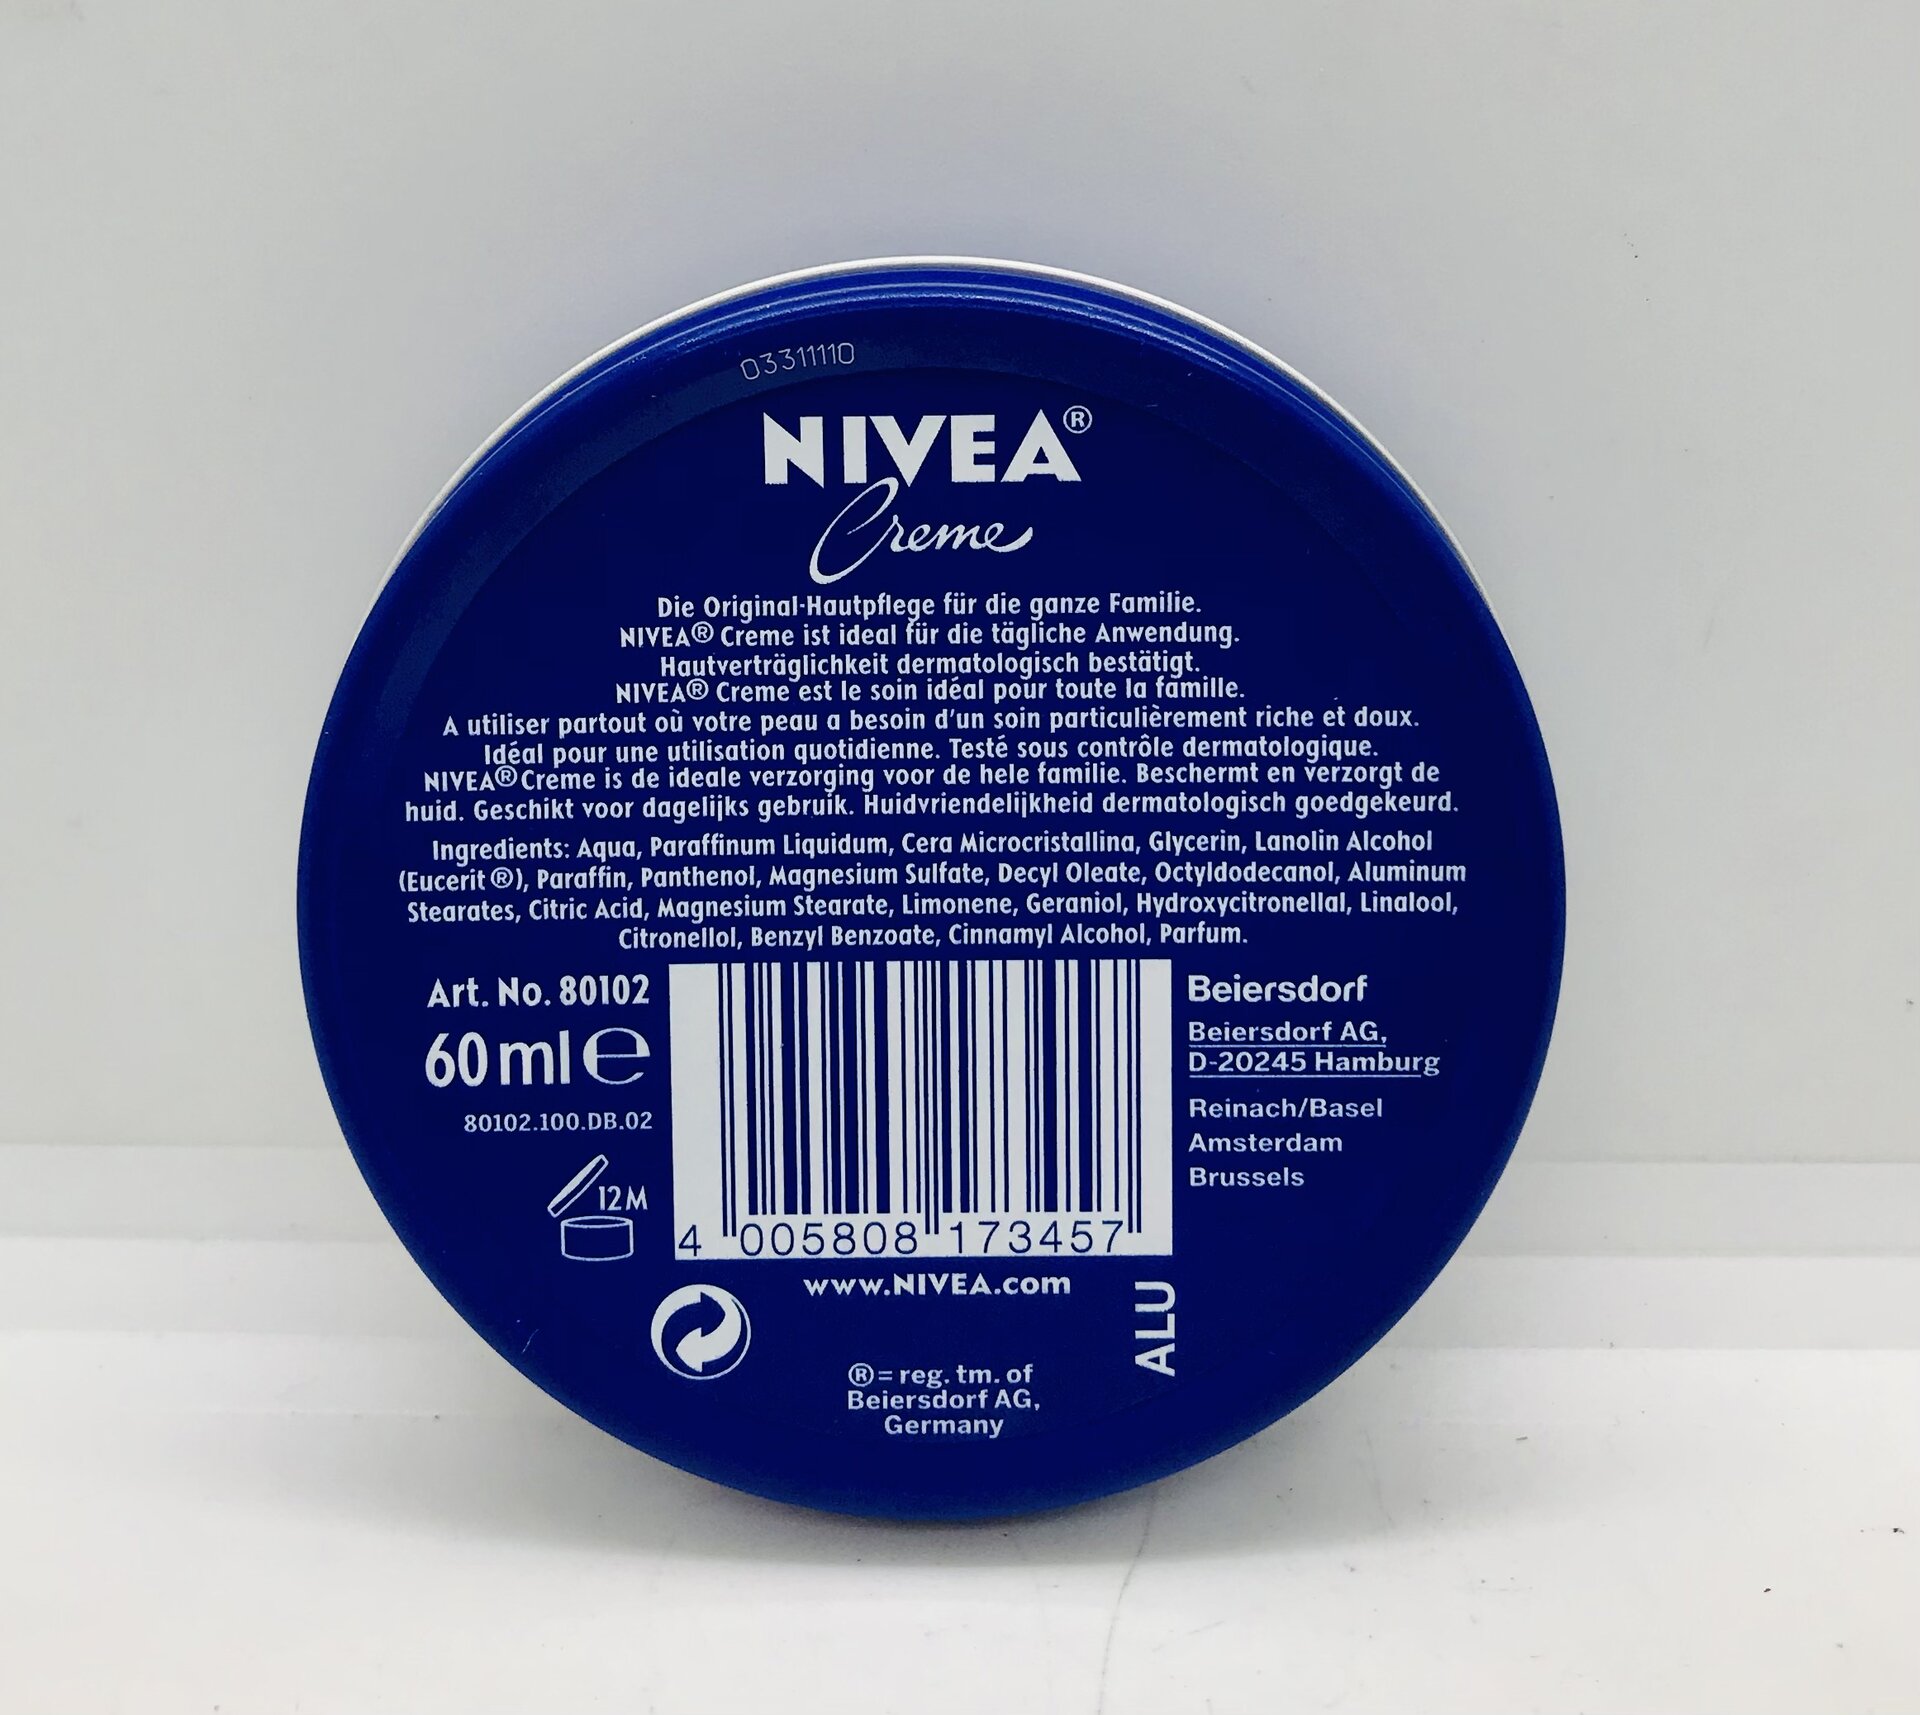 03311110
NIVEA®
Creme
Die Original-Hautpflege für die ganze Familie.
NIVEA® Creme ist ideal für die tägliche Anwendung.
Hautverträglichkeit dermatologisch bestätigt.
NIVEA® Creme est le soin idéal pour toute la famille.
A utiliser partout où votre peau a besoin d'un soin particulièrement riche et doux.
Idéal pour une utilisation quotidienne. Testé sous contrôle dermatologique.
NIVEA® Creme is de ideale verzorging voor de hele familie. Beschermt en verzorgt de
huid. Geschikt voor dagelijks gebruik. Huidvriendelijkheid dermatologisch goedgekeurd.
Ingredients: Aqua, Paraffinum Liquidum, Cera Microcristallina, Glycerin, Lanolin Alcohol
(Eucerit ®), Paraffin, Panthenol, Magnesium Sulfate, Decyl Oleate, Octyldodecanol, Aluminum
Stearates, Citric Acid, Magnesium Stearate, Limonene, Geraniol, Hydroxycitronellal, Linalool,
Citronellol, Benzyl Benzoate, Cinnamyl Alcohol, Parfum.
Art. No. 80102
60 ml e
80102.100.DB.02
12M
4 005808 173457
Beiersdorf
Beiersdorf AG,
D-20245 Hamburg
Reinach/Basel
Amsterdam
Brussels
www.NIVEA.com
ALU
® = reg. tm. of
Beiersdorf AG,
Germany